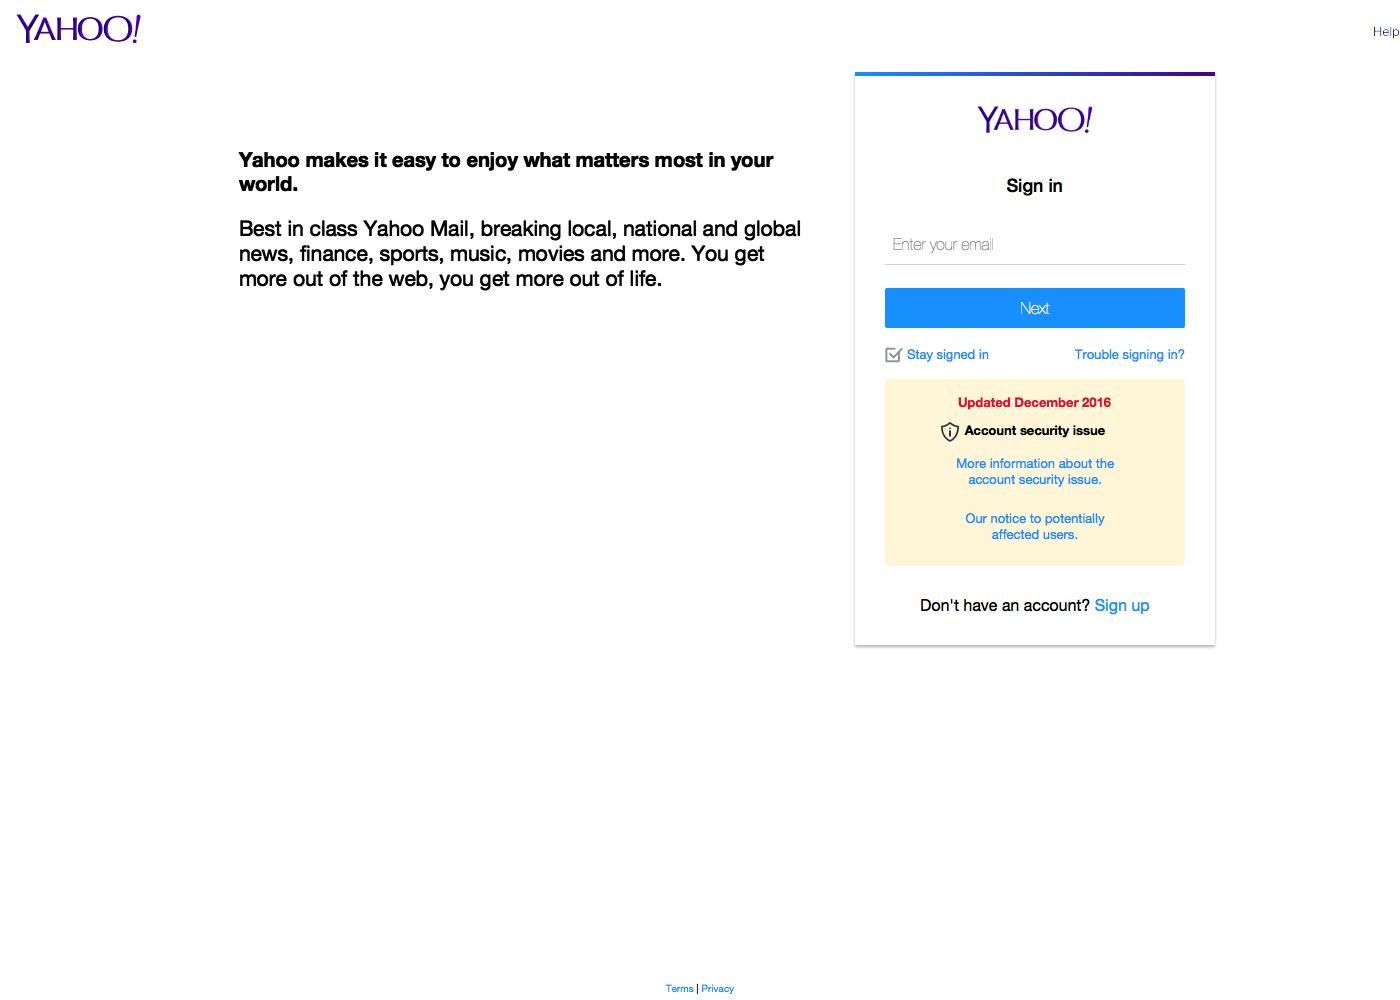 YAHOO!
Help
Yahoo makes it easy to enjoy what matters most in your
world.
Best in class Yahoo Mail, breaking local, national and global
news, finance, sports, music, movies and more. You get
more out of the web, you get more out of life.
YAHOO!
Sign in
Enter your email
Next
Stay signed in
Trouble signing in?
Updated December 2016
Account security issue
More information about the
account security issue.
Our notice to potentially
affected users.
Don't have an account? Sign up
Terms | Privacy